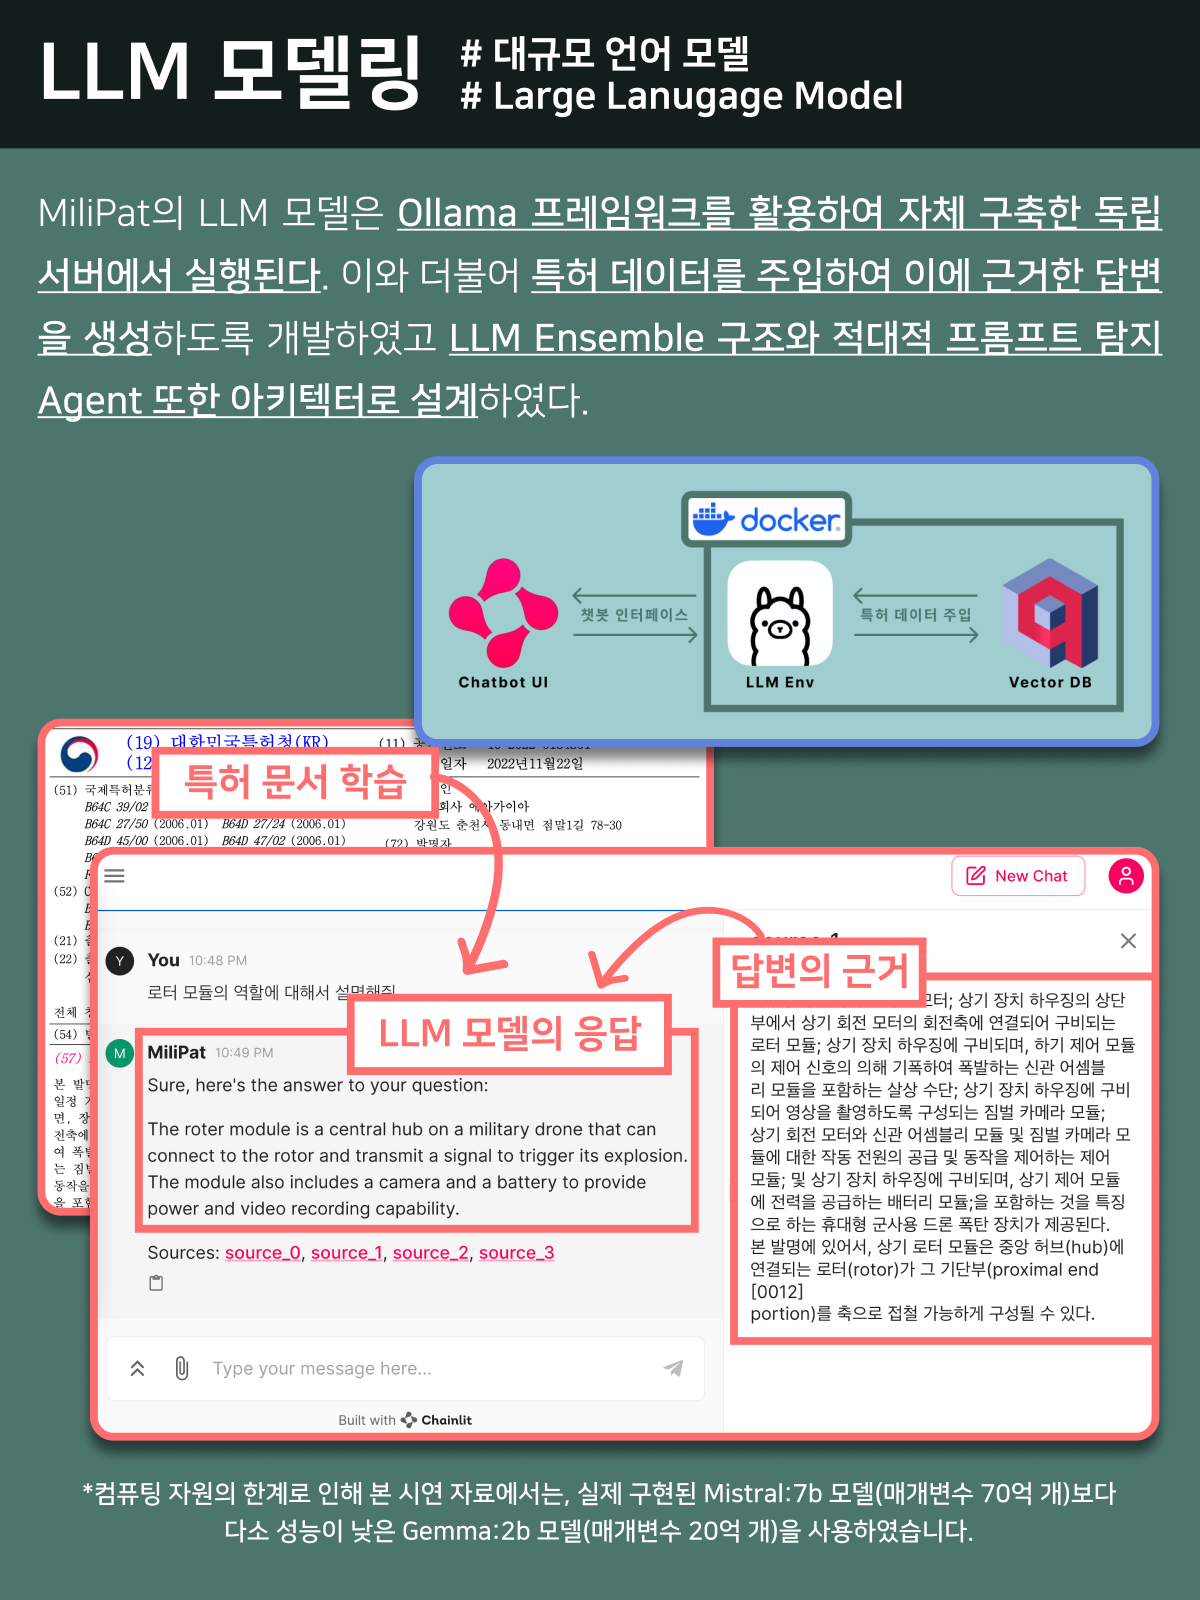 LLM 모델링
# 대규모 언어 모델
# Large Lanugage Model
MiliPat의 LLM 모델은 Ollama 프레임워크를 활용하여 자체 구축한 독립
서버에서 실행된다. 이와 더불어 특허 데이터를 주입하여 이에 근거한 답변
을 생성하도록 개발하였고 LLM Ensemble 구조와 적대적 프롬프트 탐지
Agent 또한 아키텍터로 설계하였다.
docker
챗봇 인터페이스
특허 데이터 주입
Chatbot UI
LLM Env
Vector DB
(19) 대한민국특허청(KR)
(12
(11)
일자 2022년11월22일
특허 문서 학습
(51) 국제특허분류
인
B64C 39/02
회사 에아가이아
B64C 27/50 (2006.01) B64D 27/24 (2006.01)
강원도 춘천시 동내면 점말1길 78-30
B64D 45/00 (2006.01) B64D 47/02 (2006.01)
(72) 발명자
(52)
(21)
(22)
전체
(54)
(57)
본 발명
일정
면, 장
전축에
여 폭발
는 짐벌
동작을
을 포함
New Chat
source_1
Y
You 10:48 PM
로터 모듈의 역할에 대해서 설명해줘
답변의 근거
LLM 모델의 응답
M
MiliPat 10:49 PM
Sure, here's the answer to your question:
The roter module is a central hub on a military drone that can
connect to the rotor and transmit a signal to trigger its explosion.
The module also includes a camera and a battery to provide
power and video recording capability.
Sources: source_0, source_1, source_2, source_3
모터; 상기 장치 하우징의 상단
부에서 상기 회전 모터의 회전축에 연결되어 구비되는
로터 모듈; 상기 장치 하우징에 구비되며, 하기 제어 모듈
의 제어 신호의 의해 기폭하여 폭발하는 신관 어셈블
리 모듈을 포함하는 살상 수단; 상기 장치 하우징에 구비
되어 영상을 촬영하도록 구성되는 짐벌 카메라 모듈;
상기 회전 모터와 신관 어셈블리 모듈 및 짐벌 카메라 모
듈에 대한 작동 전원의 공급 및 동작을 제어하는 제어
모듈; 및 상기 장치 하우징에 구비되며, 상기 제어 모듈
에 전력을 공급하는 배터리 모듈;을 포함하는 것을 특징
으로 하는 휴대형 군사용 드론 폭탄 장치가 제공된다.
본 발명에 있어서, 상기 로터 모듈은 중앙 허브(hub)에
연결되는 로터(rotor)가 그 기단부(proximal end
[0012]
portion)를 축으로 접철 가능하게 구성될 수 있다.
Type your message here...
Built with Chainlit
*컴퓨팅 자원의 한계로 인해 본 시연 자료에서는, 실제 구현된 Mistral:7b 모델(매개변수 70억 개)보다
다소 성능이 낮은 Gemma:2b 모델(매개변수 20억 개)을 사용하였습니다.